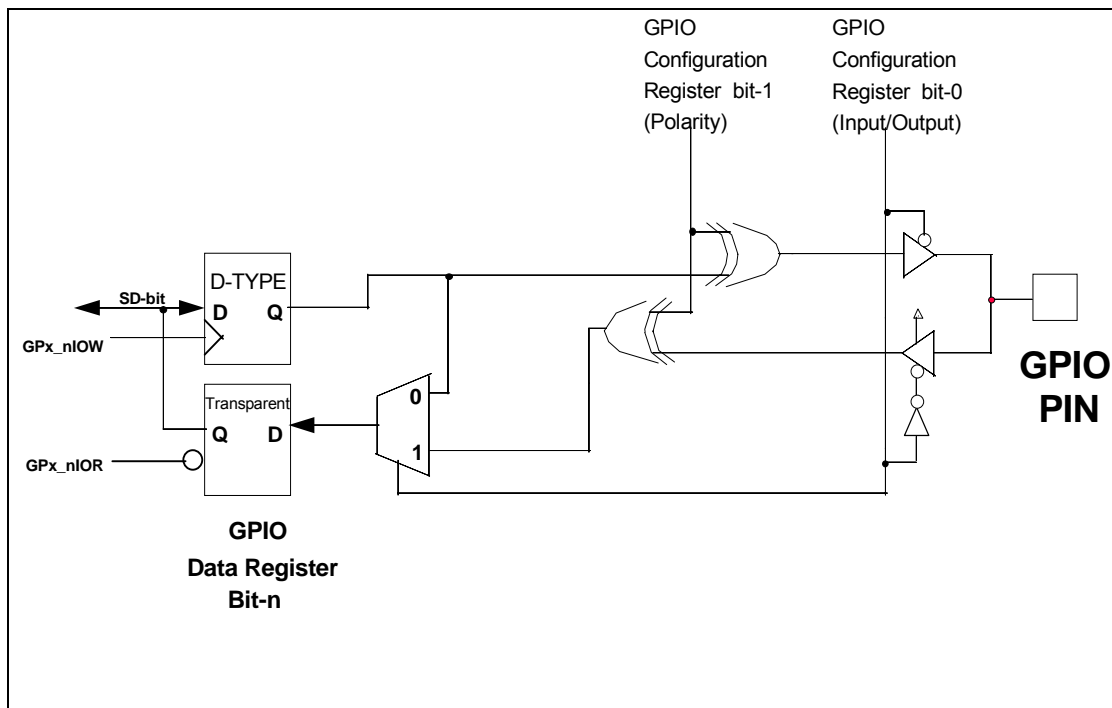 GPIO
Configuration
Register bit-1
(Polarity)
GPIO
Configuration
Register bit-0
(Input/Output)
D-TYPE
SD-bit
D Q
GPx_nIOW
Transparent
Q D
GPx_nIOR
0
1
GPIO
PIN
GPIO
Data Register
Bit-n